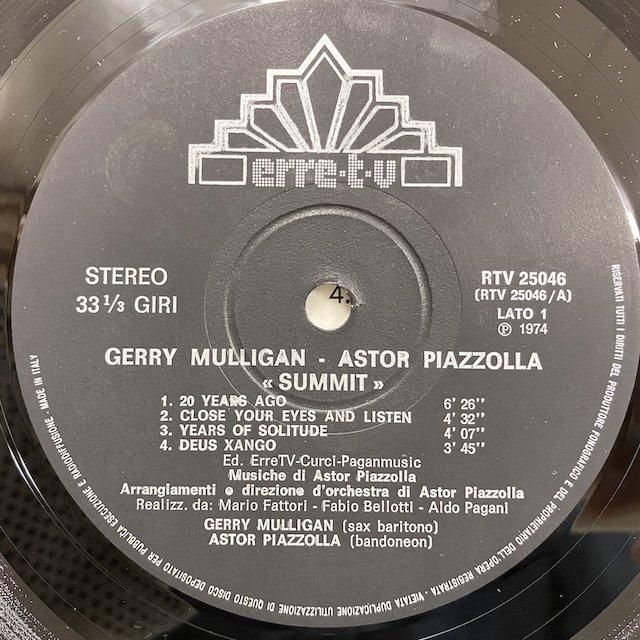 erre·t·v
STEREO
33 1/3 GIRI
RTV 25046
(RTV 25046/A)
LATO 1
℗ 1974
4.
GERRY MULLIGAN - ASTOR PIAZZOLLA
« SUMMIT »
1. 20 YEARS AGO 6' 26''
2. CLOSE YOUR EYES AND LISTEN 4' 32''
3. YEARS OF SOLITUDE 4' 07''
4. DEUS XANGO 3' 45''
Ed. ErreTV-Curci-Paganmusic
Musiche di Astor Piazzolla
Arrangiamenti e direzione d'orchestra di Astor Piazzolla
Realizz. da: Mario Fattori - Fabio Bellotti - Aldo Pagani
GERRY MULLIGAN (sax baritono)
ASTOR PIAZZOLLA (bandoneon)
RISERVATI TUTTI I DIRITTI DEL PRODUTTORE FONOGRAFICO E DEL PROPRIETARIO DELL'OPERA REGISTRATA - VIETATA DUPLICAZIONE UTILIZZAZIONE DI QUESTO DISCO DEPOSITATO PER PUBBLICA ESECUZIONE E RADIODIFFUSIONE - MADE IN ITALY